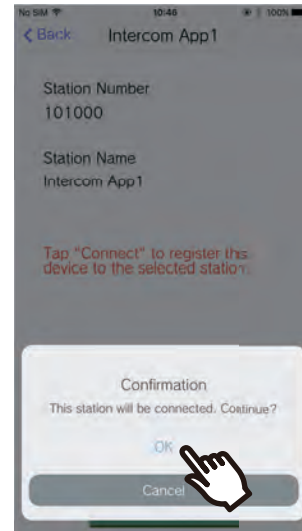 No SIM 10:46 100%
Back Intercom App1
Station Number
101000
Station Name
Intercom App1
Tap "Connect" to register this
device to the selected station.
Confirmation
This station will be connected. Continue?
OK
Cancel